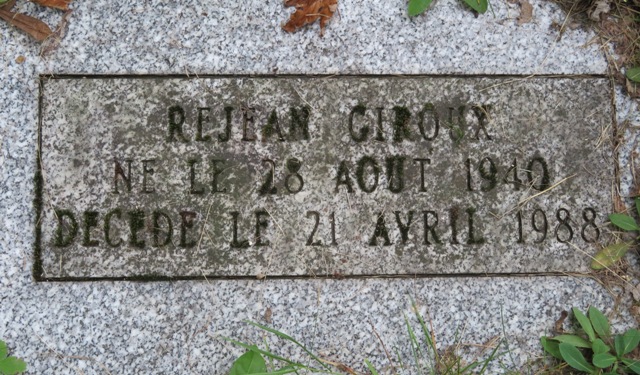 REJEAN GIROUX
NE LE 28 AOUT 1940
DECEDE LE 21 AVRIL 1988